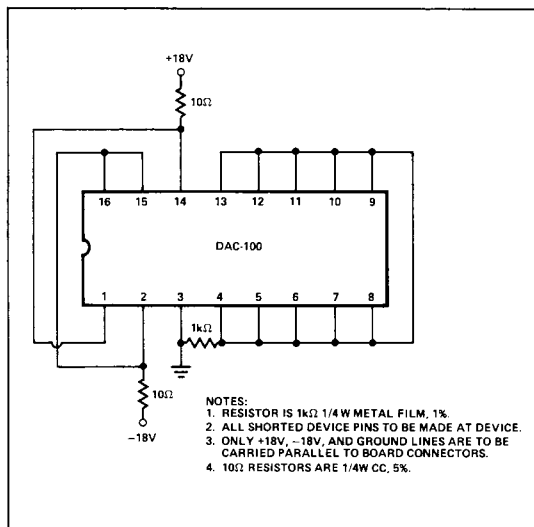 +18V
10Ω
16 15 14 13 12 11 10 9
DAC-100
1 2 3 4 5 6 7 8
1kΩ
10Ω
−18V
NOTES:
1. RESISTOR IS 1kΩ 1/4W METAL FILM, 1%.
2. ALL SHORTED DEVICE PINS TO BE MADE AT DEVICE.
3. ONLY +18V, −18V, AND GROUND LINES ARE TO BE
CARRIED PARALLEL TO BOARD CONNECTORS.
4. 10Ω RESISTORS ARE 1/4W CC, 5%.